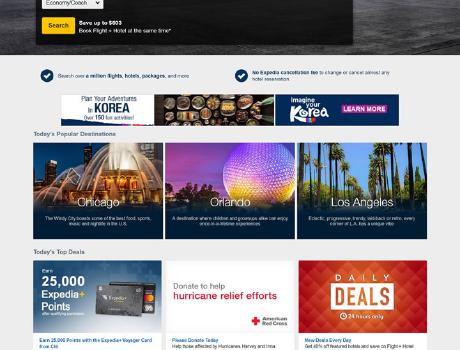 Economy/Coach
Search
Save up to $603
Book Flight + Hotel at the same time*
Search over a million flights, hotels, packages, and more
No Expedia cancellation fee to change or cancel almost any
hotel reservation
Plan Your Adventures
in KOREA
Over 150 fun activities!
Imagine
your
Korea
LEARN MORE
Today's Popular Destinations
Chicago
The Windy City boasts some of the best food, sports,
music and nightlife in the U.S.
Orlando
A destination where children and grownups alike can enjoy
once-in-a-lifetime experiences
Los Angeles
Eclectic, progressive, trendy, kickback or retro, every
corner of L.A. has a unique vibe
Today's Top Deals
Earn
25,000
Expedia+
Points
after qualifying purchases
Expedia+
Donate to help
hurricane relief efforts
American
Red Cross
DAILY
DEALS
24 hours only
Earn 25,000 Points with the Expedia+ Voyager Card
from Citi
Please Donate Today
Help those affected by Hurricanes Harvey and Irma
New Deals Every Day
Get 40% off featured hotels and save on Flight + Hotel